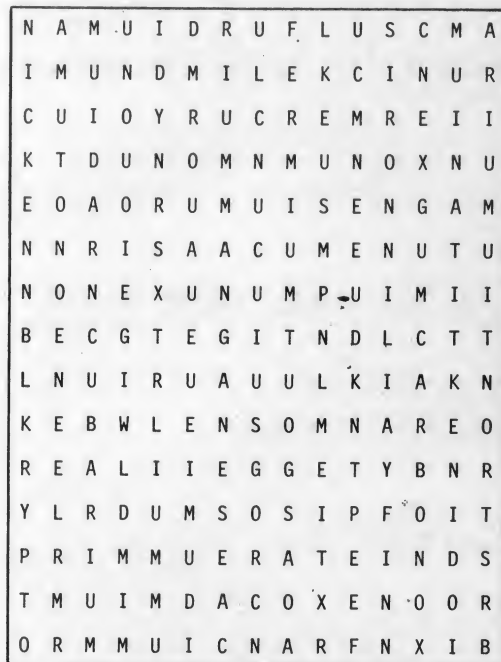 N A M U I D R U F L U S C M A
I M U N D M I L E K C I N U R
C U I O Y R U C R E M R E I I
K T D U N O M N M U N O X N U
E O A O R U M U I S E N G A M
N N R I S A A C U M E N U T U
N O N E X U N U M P U I M I I
B E C G T E G I T N D L C T T
L N U I R U A U U L K I A K N
K E B W L E N S O M N A R E O
R E A L I I E G G E T Y B N R
Y L R D U M S O S I P F O I T
P R I M M U E R A T E I N D S
T M U I M D A C O X E N O O R
O R M M U I C N A R F N X I B